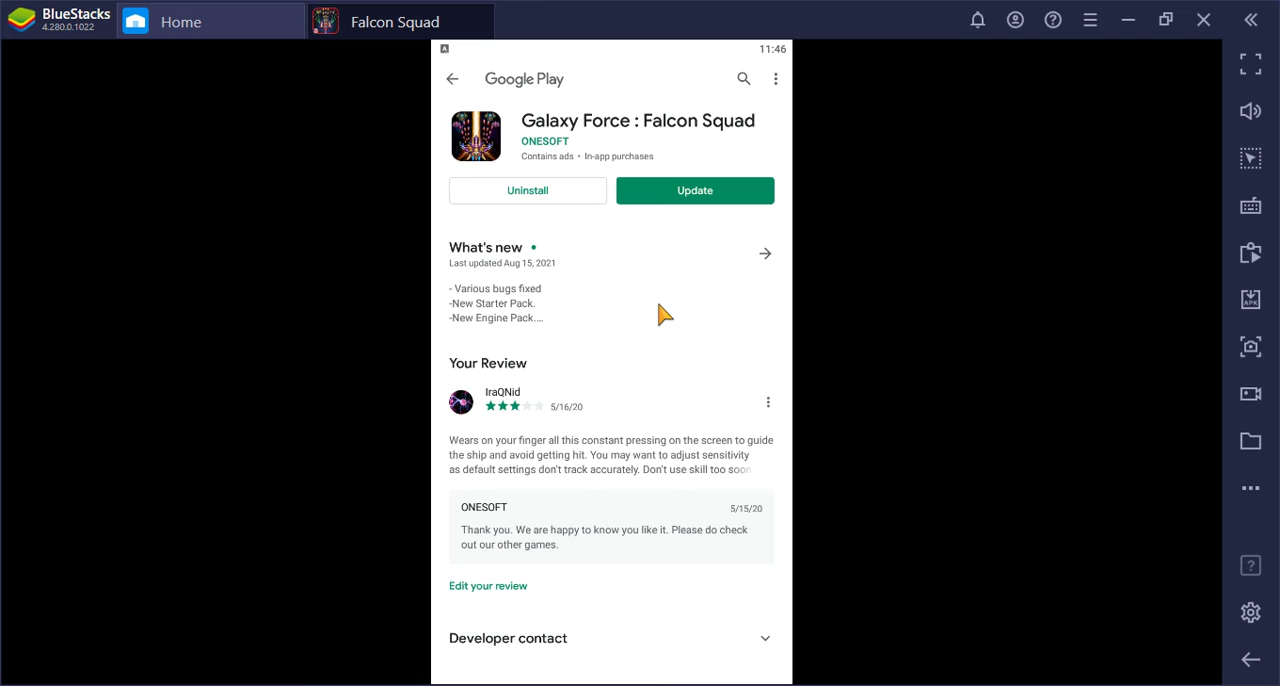 BlueStacks
4.280.0.1022
Home
Falcon Squad
A
11:46
Google Play
Galaxy Force : Falcon Squad
ONESOFT
Contains ads • In-app purchases
Uninstall
Update
What's new •
Last updated Aug 15, 2021
- Various bugs fixed
-New Starter Pack.
-New Engine Pack....
Your Review
IraQNid
5/16/20
Wears on your finger all this constant pressing on the screen to guide
the ship and avoid getting hit. You may want to adjust sensitivity
as default settings don't track accurately. Don't use skill too soon
ONESOFT
5/15/20
Thank you. We are happy to know you like it. Please do check
out our other games.
Edit your review
Developer contact
APK